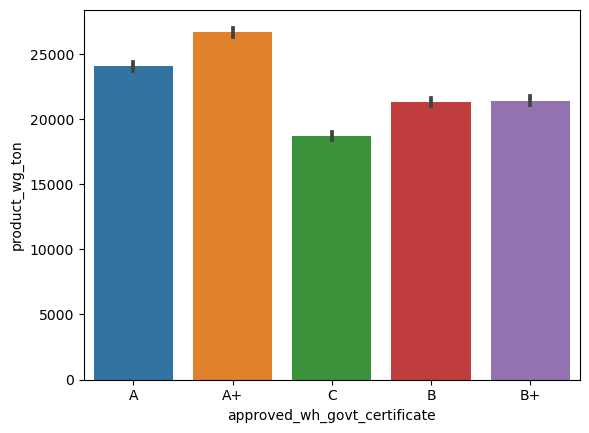 25000
20000
15000
10000
5000
0
product_wg_ton
A A+ C B B+
approved_wh_govt_certificate